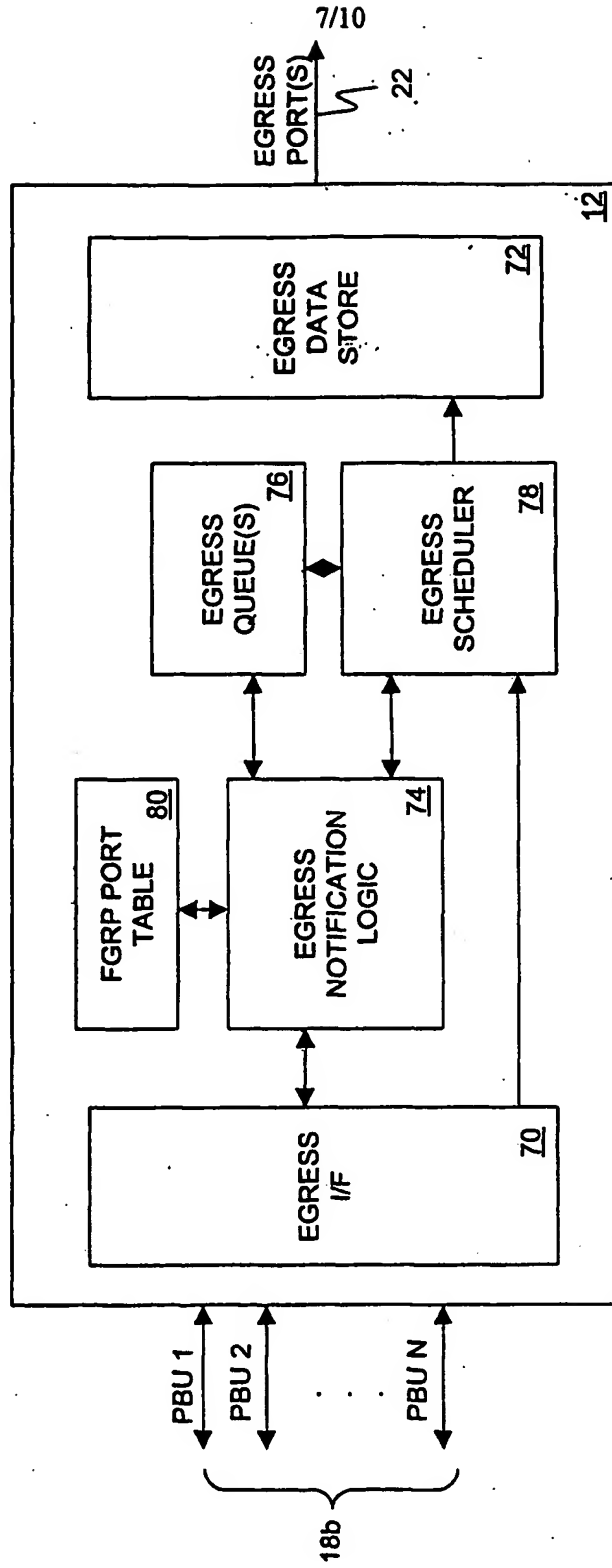 7/10
EGRESS
PORT(S)
22
12
PBU 1
PBU 2
PBU N
18b
EGRESS
I/F
70
FGRP PORT
TABLE
80
EGRESS
NOTIFICATION
LOGIC
74
EGRESS
QUEUE(S)
76
EGRESS
SCHEDULER
78
EGRESS
DATA
STORE
72